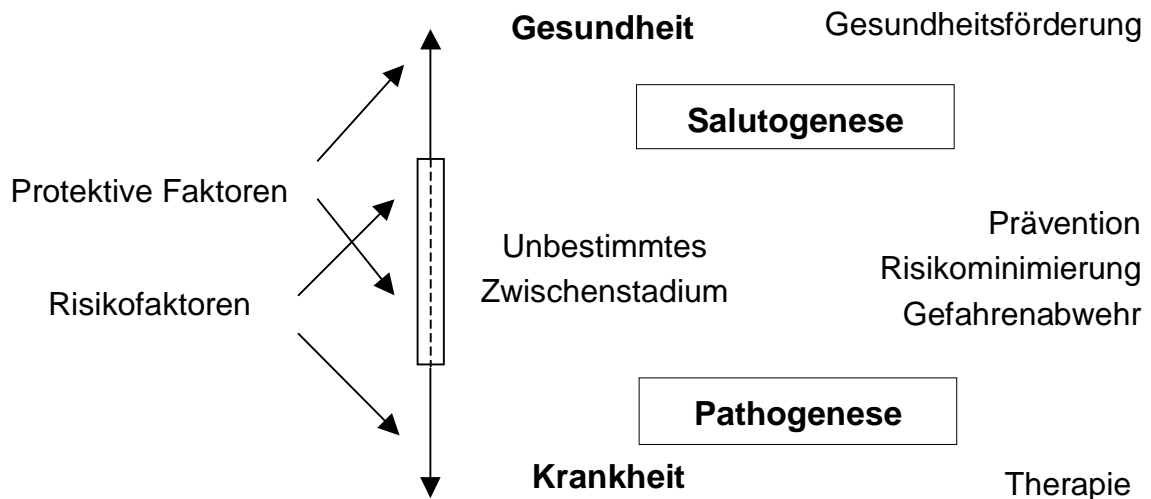 Gesundheit
Gesundheitsförderung
Salutogenese
Protektive Faktoren
Unbestimmtes
Zwischenstadium
Prävention
Risikominimierung
Gefahrenabwehr
Risikofaktoren
Pathogenese
Krankheit
Therapie